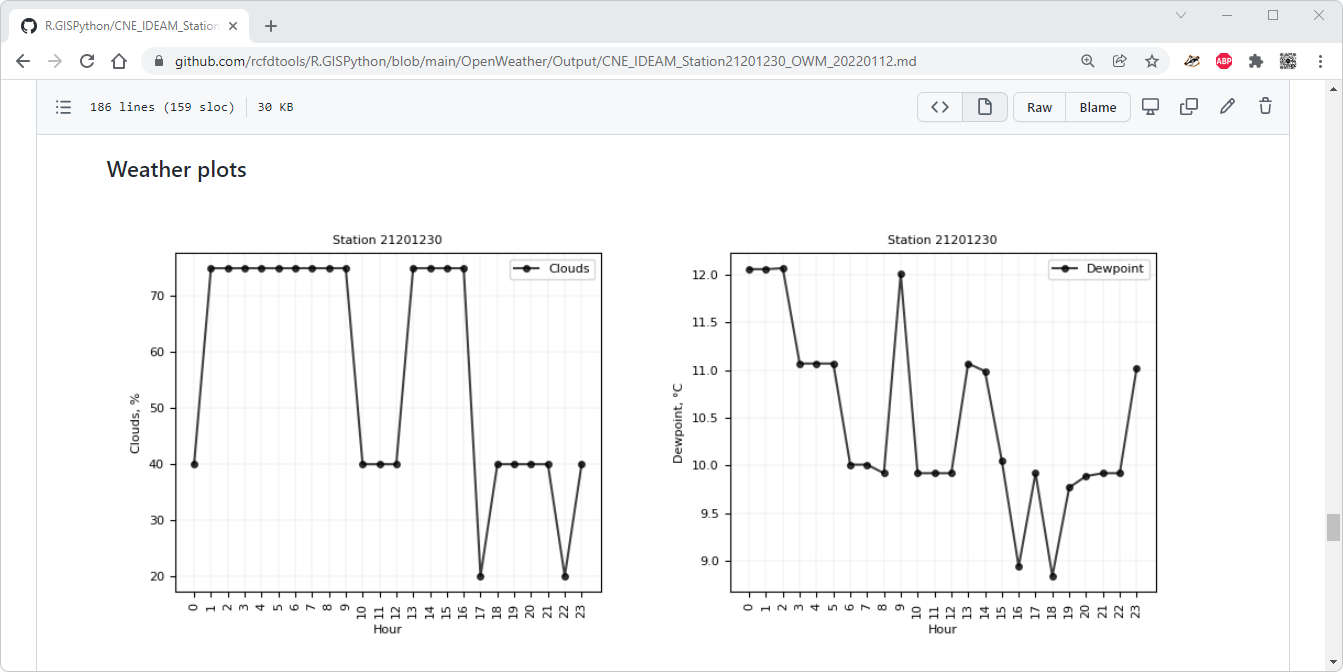 R.GISPython/CNE_IDEAM_Station
github.com/rcfdtools/R.GISPython/blob/main/OpenWeather/Output/CNE_IDEAM_Station21201230_OWM_20220112.md
ABP
186 lines (159 sloc) 30 KB
Raw Blame
Weather plots
Station 21201230
Clouds
70
60
50
40
30
20
Clouds, %
0 1 2 3 4 5 6 7 8 9 10 11 12 13 14 15 16 17 18 19 20 21 22 23
Hour
Station 21201230
Dewpoint
12.0
11.5
11.0
10.5
10.0
9.5
9.0
Dewpoint, °C
0 1 2 3 4 5 6 7 8 9 10 11 12 13 14 15 16 17 18 19 20 21 22 23
Hour